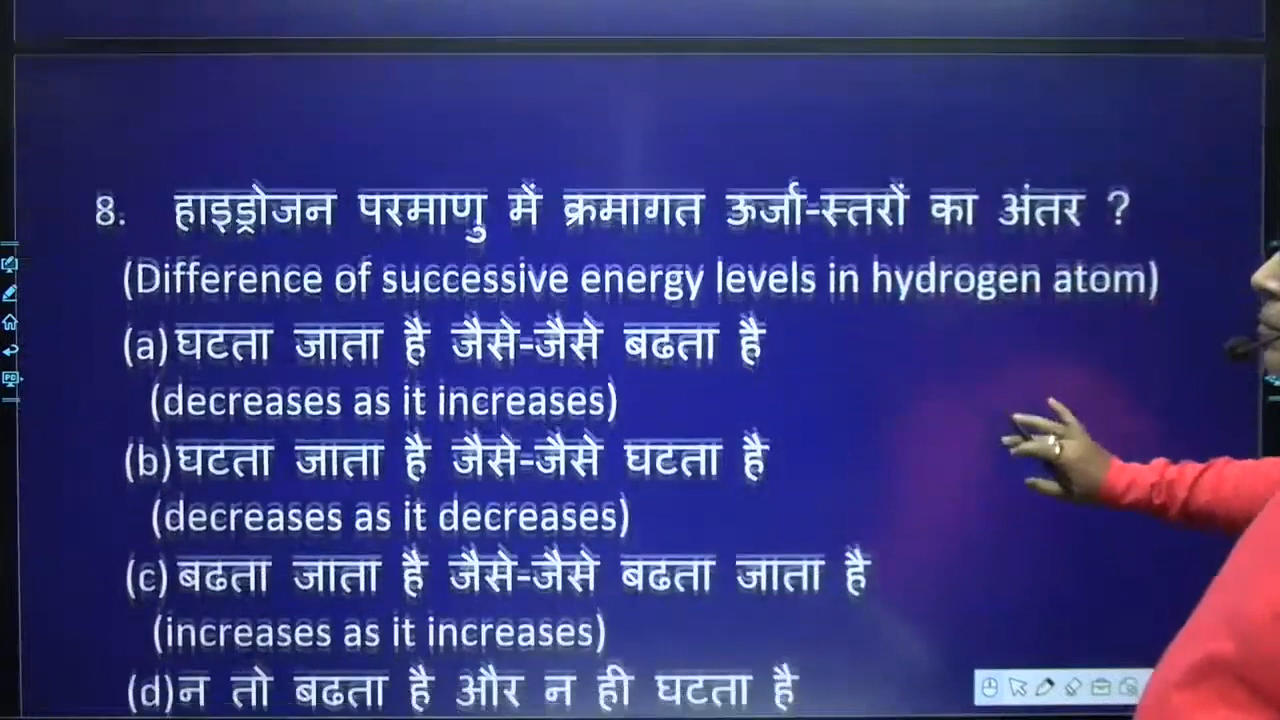 8. हाइड्रोजन परमाणु में क्रमागत ऊर्जा-स्तरों का अंतर ?
(Difference of successive energy levels in hydrogen atom)
(a) घटता जाता है जैसे-जैसे बढता है
(decreases as it increases)
(b) घटता जाता है जैसे-जैसे घटता है
(decreases as it decreases)
(c) बढता जाता है जैसे-जैसे बढता जाता है
(increases as it increases)
(d) न तो बढता है और न ही घटता है